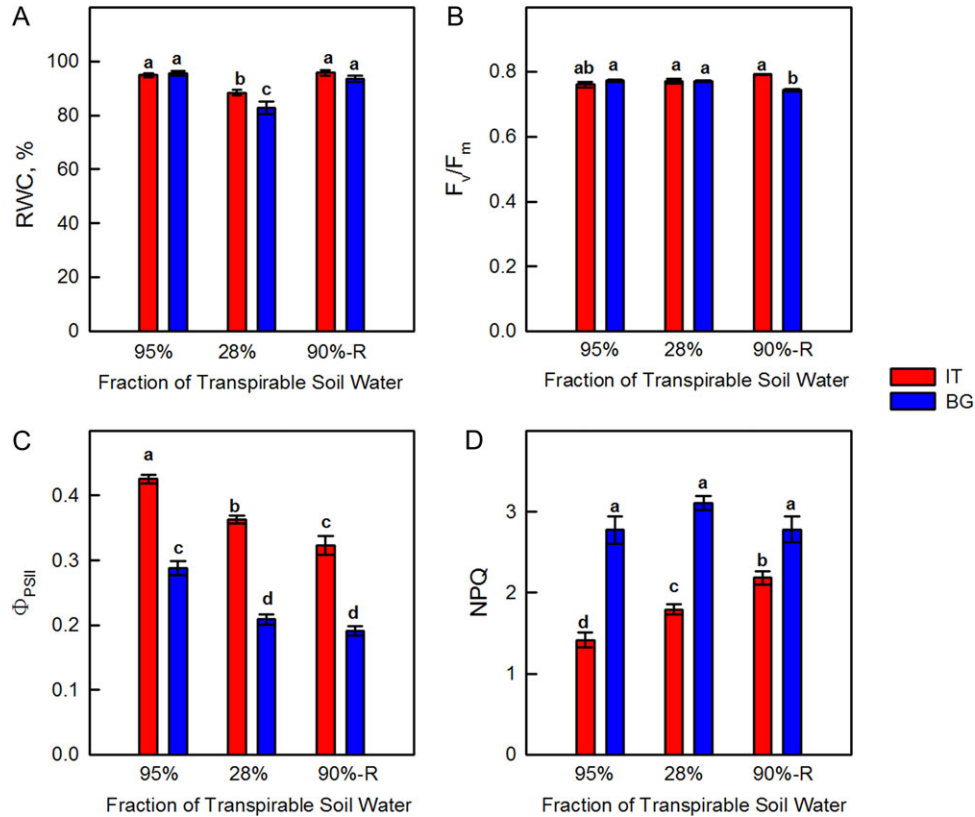 A
RWC, %
100
80
60
40
20
0
a a b c a a
95% 28% 90%-R
Fraction of Transpirable Soil Water
B
Fv/Fm
0.8
0.6
0.4
0.2
0.0
ab a a a a b
95% 28% 90%-R
Fraction of Transpirable Soil Water
IT
BG
C
ΦPSII
0.4
0.3
0.2
0.1
0.0
a c b d c d
95% 28% 90%-R
Fraction of Transpirable Soil Water
D
NPQ
3
2
1
0
d a c a b a
95% 28% 90%-R
Fraction of Transpirable Soil Water